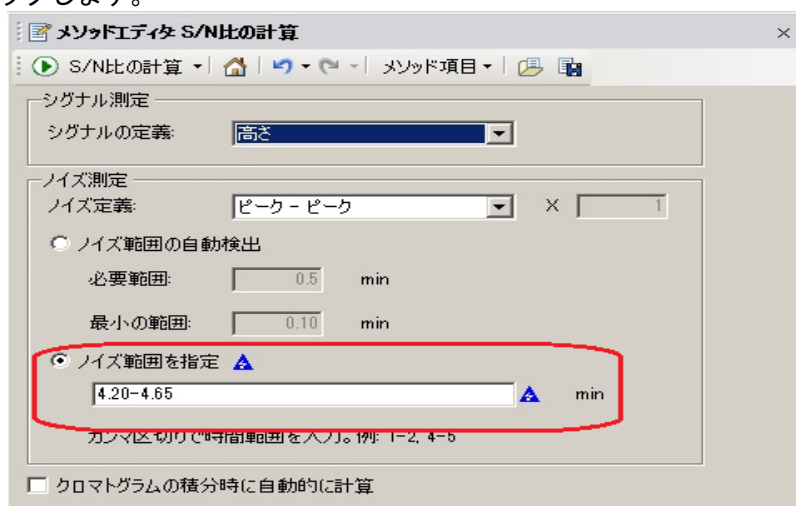 ックします。
メソッドエディタ: S/N比の計算
S/N比の計算 メソッド項目
シグナル測定
シグナルの定義: 高さ
ノイズ測定
ノイズ定義: ピーク - ピーク × 1
ノイズ範囲の自動検出
必要範囲: 0.5 min
最小の範囲: 0.10 min
ノイズ範囲を指定
4.20-4.65 min
カンマ区切りで時間範囲を入力。例: 1-2, 4-5
クロマトグラムの積分時に自動的に計算